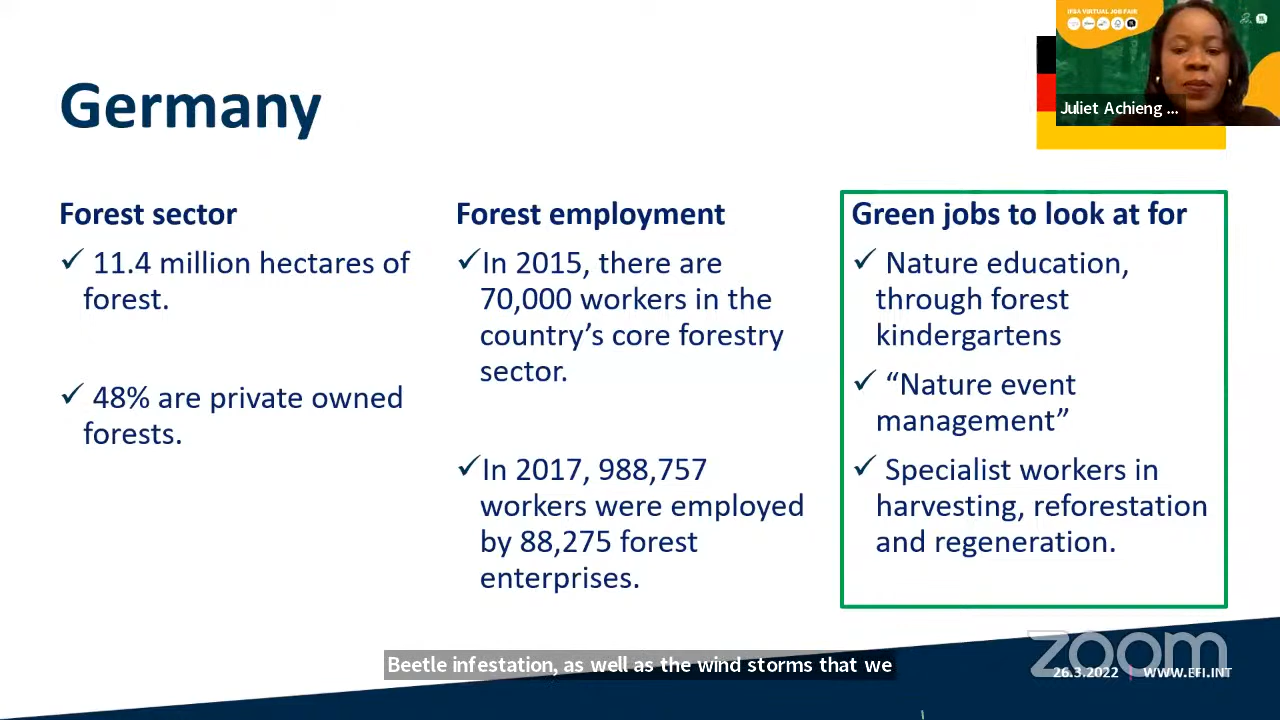 IFSA VIRTUAL JOB FAIR
Juliet Achieng ...
Germany
Forest sector
✓ 11.4 million hectares of
forest.
✓ 48% are private owned
forests.
Forest employment
✓In 2015, there are
70,000 workers in the
country's core forestry
sector.
✓In 2017, 988,757
workers were employed
by 88,275 forest
enterprises.
Green jobs to look at for
✓ Nature education,
through forest
kindergartens
✓ “Nature event
management”
✓ Specialist workers in
harvesting, reforestation
and regeneration.
Beetle infestation, as well as the wind storms that we
zoom
26.3.2022 | WWW.EFI.INT